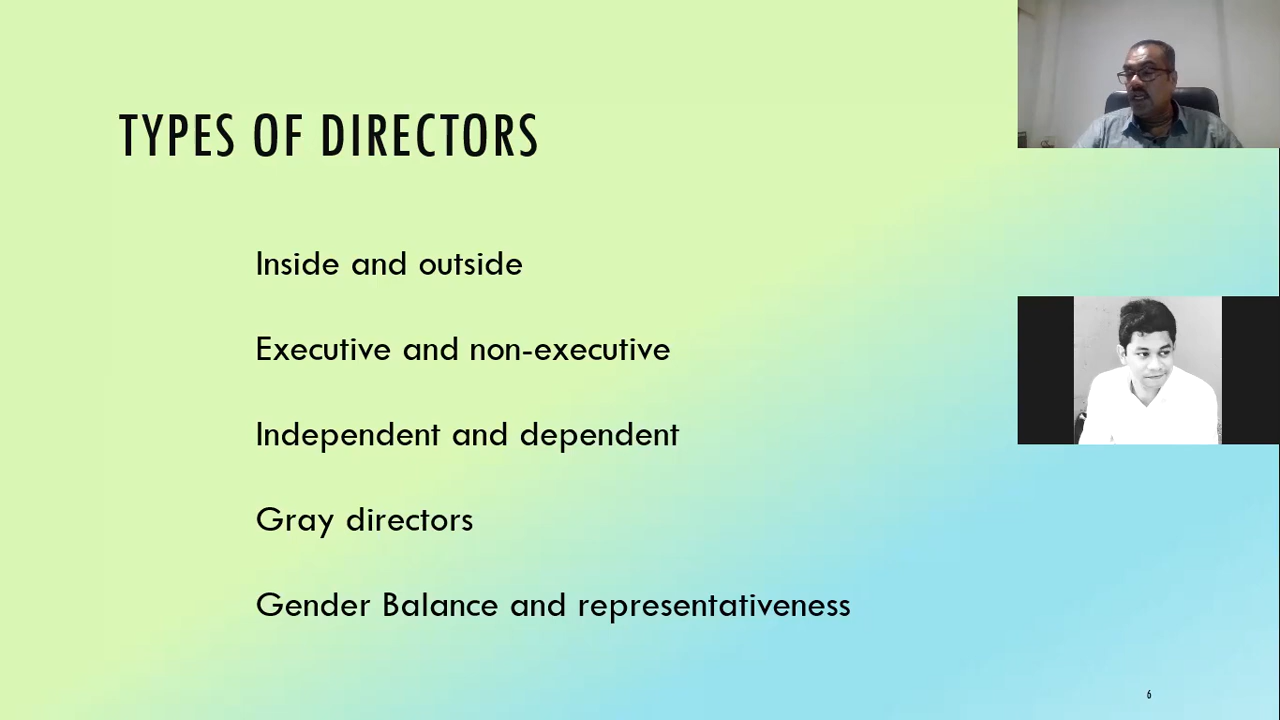 TYPES OF DIRECTORS
Inside and outside
Executive and non-executive
Independent and dependent
Gray directors
Gender Balance and representativeness
6